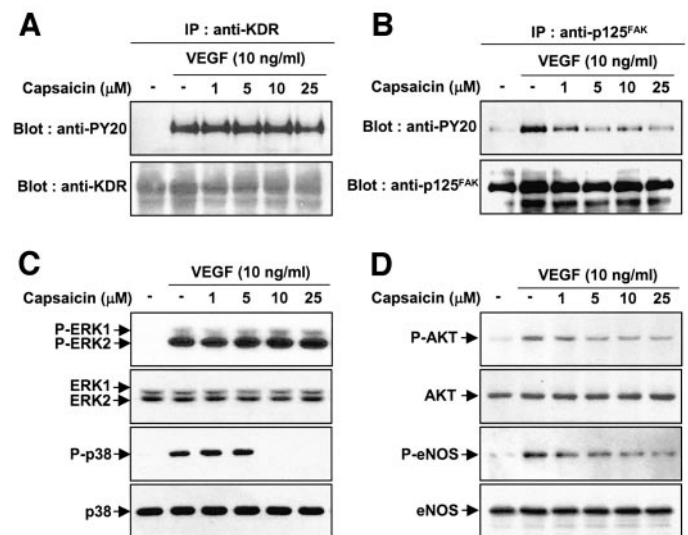 A
IP : anti-KDR
VEGF (10 ng/ml)
Capsaicin (μM) - - 1 5 10 25
Blot : anti-PY20
Blot : anti-KDR
B
IP : anti-p125FAK
VEGF (10 ng/ml)
Capsaicin (μM) - - 1 5 10 25
Blot : anti-PY20
Blot : anti-p125FAK
C
VEGF (10 ng/ml)
Capsaicin (μM) - - 1 5 10 25
P-ERK1
P-ERK2
ERK1
ERK2
P-p38
p38
D
VEGF (10 ng/ml)
Capsaicin (μM) - - 1 5 10 25
P-AKT
AKT
P-eNOS
eNOS